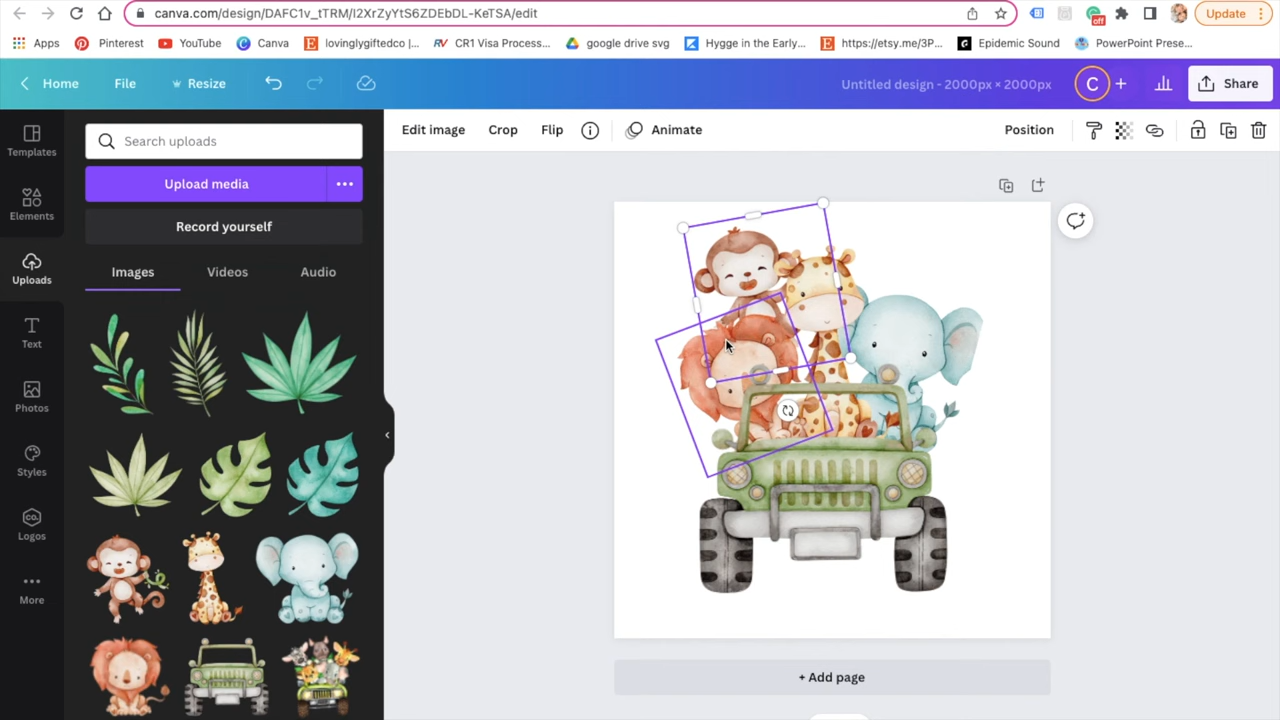 canva.com/design/DAFC1v_tTRM/I2XrZyYtS6ZDEbDL-KeTSA/edit
off
Update
Apps Pinterest YouTube Canva lovinglygiftedco |... CR1 Visa Process... google drive svg Hygge in the Early... https://etsy.me/3P... Epidemic Sound PowerPoint Prese...
Home File Resize Untitled design - 2000px × 2000px C + Share
Edit image Crop Flip Animate Position
Templates
Elements
Uploads
Text
Photos
Styles
Co.
Logos
More
Search uploads
Upload media
Record yourself
Images Videos Audio
+ Add page